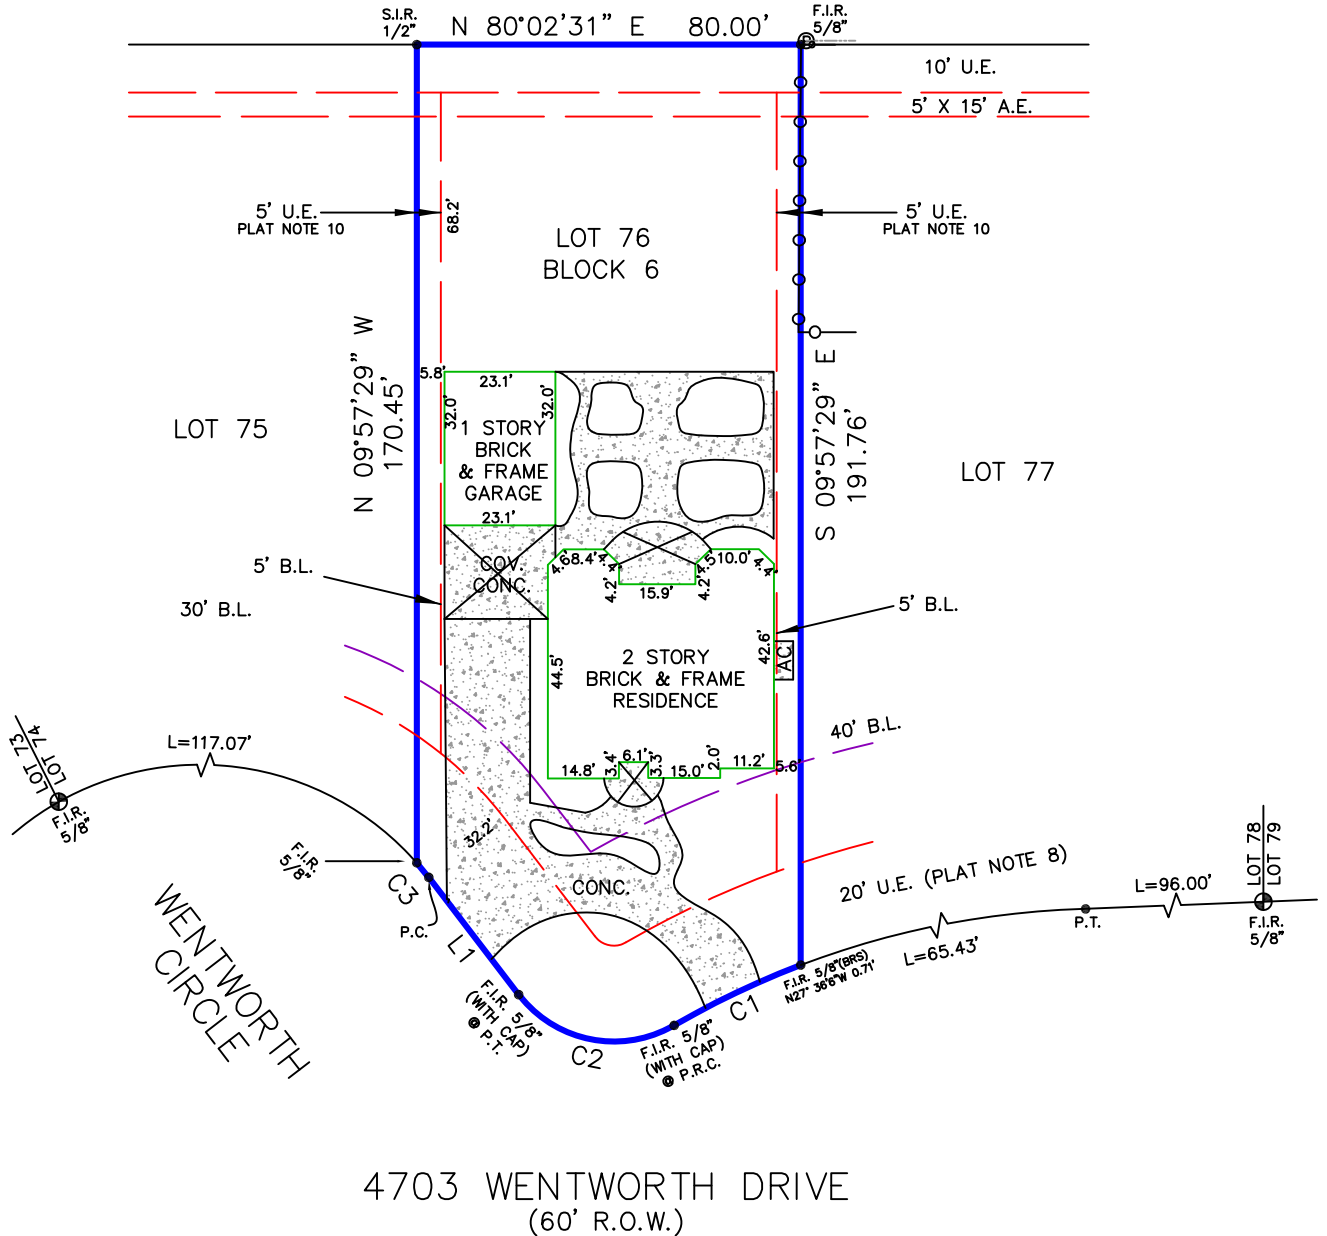 S.I.R.
1/2"
N 80°02'31" E 80.00'
F.I.R.
5/8"
10' U.E.
5' X 15' A.E.
5' U.E.
PLAT NOTE 10
68.2'
LOT 76
BLOCK 6
5' U.E.
PLAT NOTE 10
N 09°57'29" W
170.45'
S 09°57'29" E
191.76'
LOT 75
LOT 77
5.8'
23.1'
32.0'
32.0'
1 STORY
BRICK
& FRAME
GARAGE
23.1'
COV.
CONC.
4.6'
8.4'
4.4'
4.2'
15.9'
4.2'
4.5'
10.0'
4.4'
5' B.L.
30' B.L.
5' B.L.
44.5'
42.6'
AC
2 STORY
BRICK & FRAME
RESIDENCE
40' B.L.
14.8'
3.4'
6.1'
3.3'
15.0'
2.0'
11.2'
5.6'
LOT 73
LOT 74
L=117.07'
F.I.R.
5/8"
32.2'
F.I.R.
5/8"
CONC.
20' U.E. (PLAT NOTE 8)
LOT 78
LOT 79
L=96.00'
P.T.
F.I.R.
5/8"
L=65.43'
C3
P.C.
L1
WENTWORTH
CIRCLE
F.I.R. 5/8"
(WITH CAP)
@ P.T.
C2
F.I.R. 5/8"
(WITH CAP)
@ P.R.C.
C1
F.I.R. 5/8"(BRS)
N27° 36'6"W 0.71'
4703 WENTWORTH DRIVE
(60' R.O.W.)